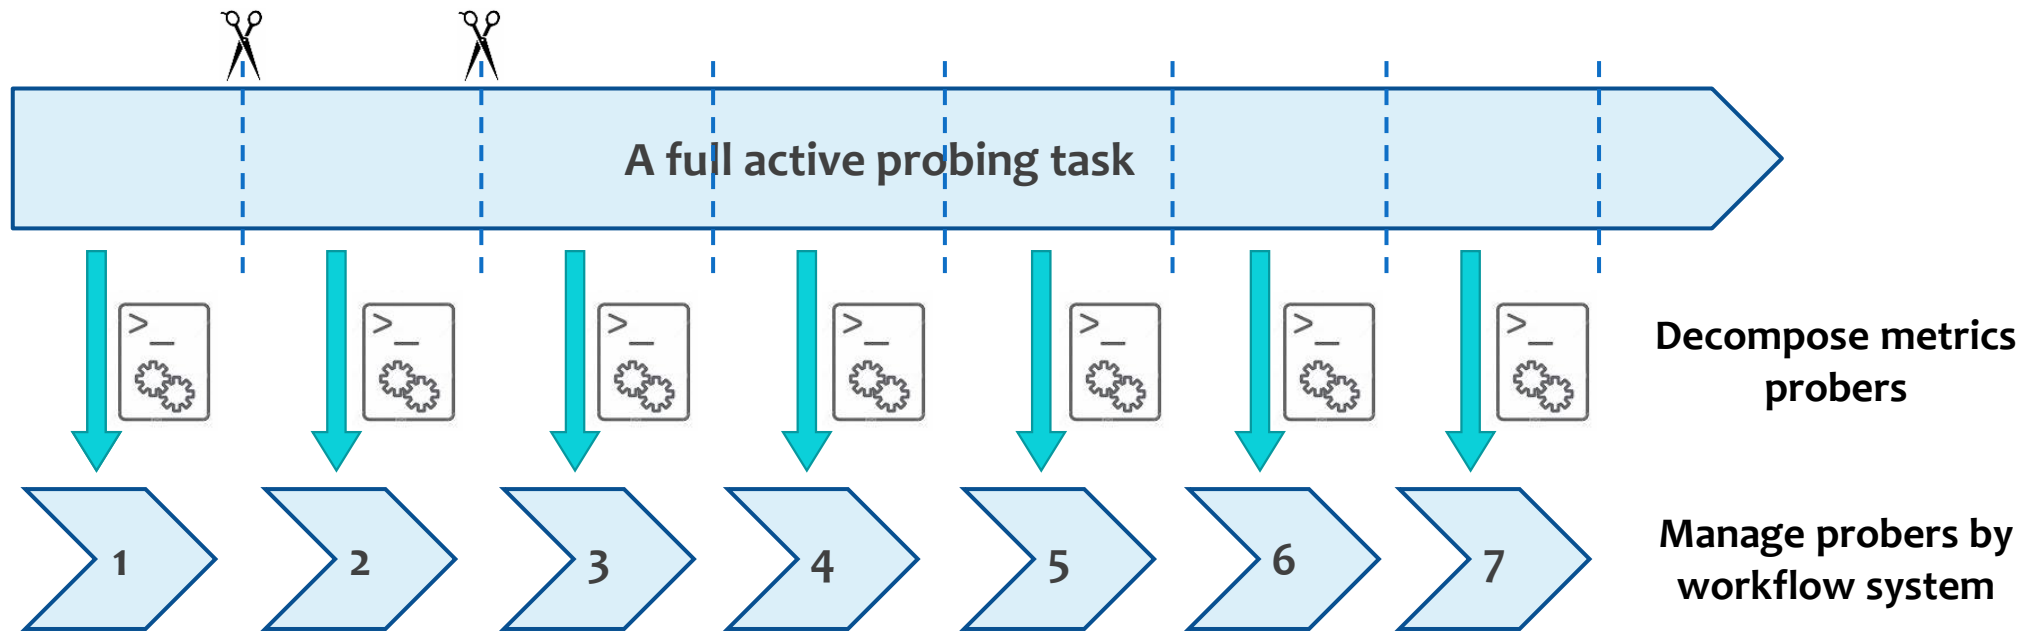 A full active probing task
>_
>_
>_
>_
>_
>_
>_
Decompose metrics
probers
1
2
3
4
5
6
7
Manage probers by
workflow system